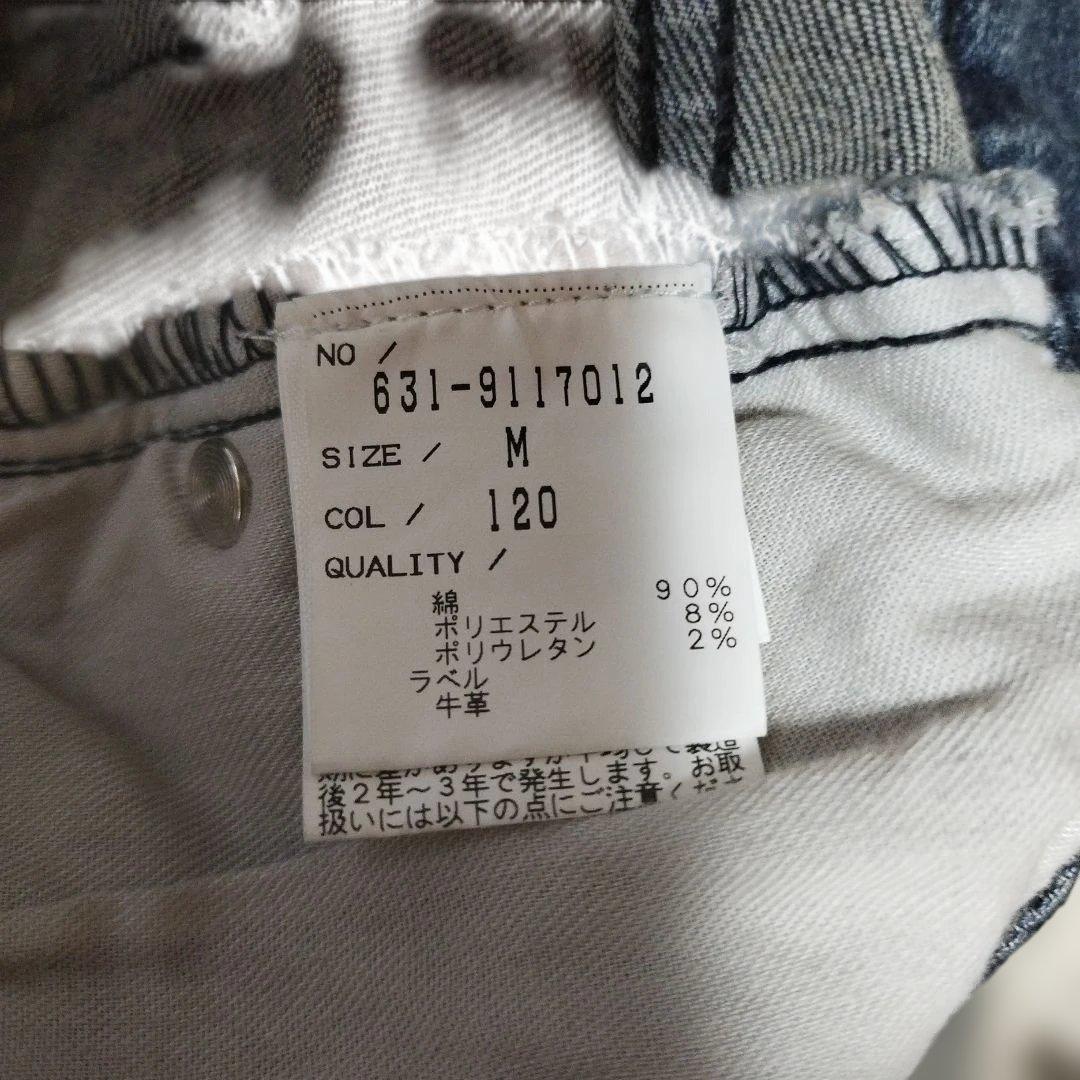 NO /
631-9117012
SIZE / M
COL / 120
QUALITY /
綿 90%
ポリエステル 8%
ポリウレタン 2%
ラベル
牛革
後2年～3年で発生します。お取
扱いには以下の点にご注意くだ